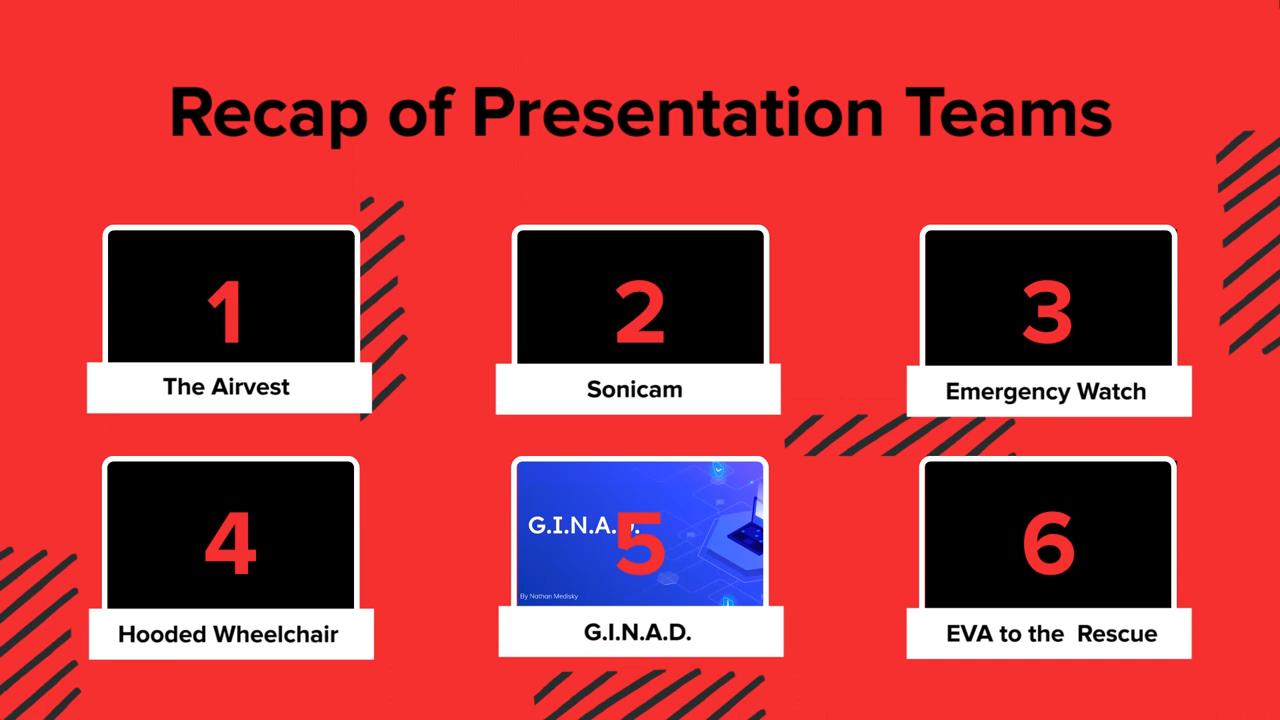 Recap of Presentation Teams
1
2
3
The Airvest
Sonicam
Emergency Watch
4
G.I.N.A.D.
5
By Nathan Medisky
6
Hooded Wheelchair
G.I.N.A.D.
EVA to the  Rescue